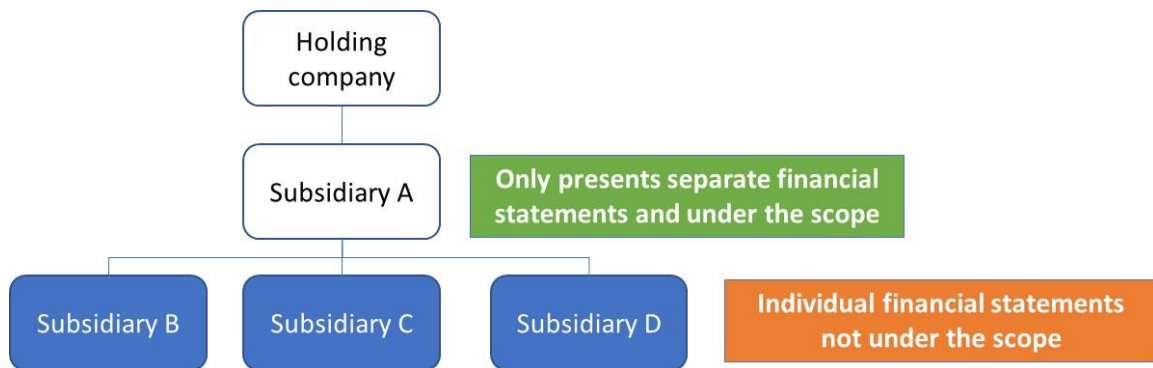 Holding
company
Subsidiary A
Only presents separate financial
statements and under the scope
Subsidiary B
Subsidiary C
Subsidiary D
Individual financial statements
not under the scope